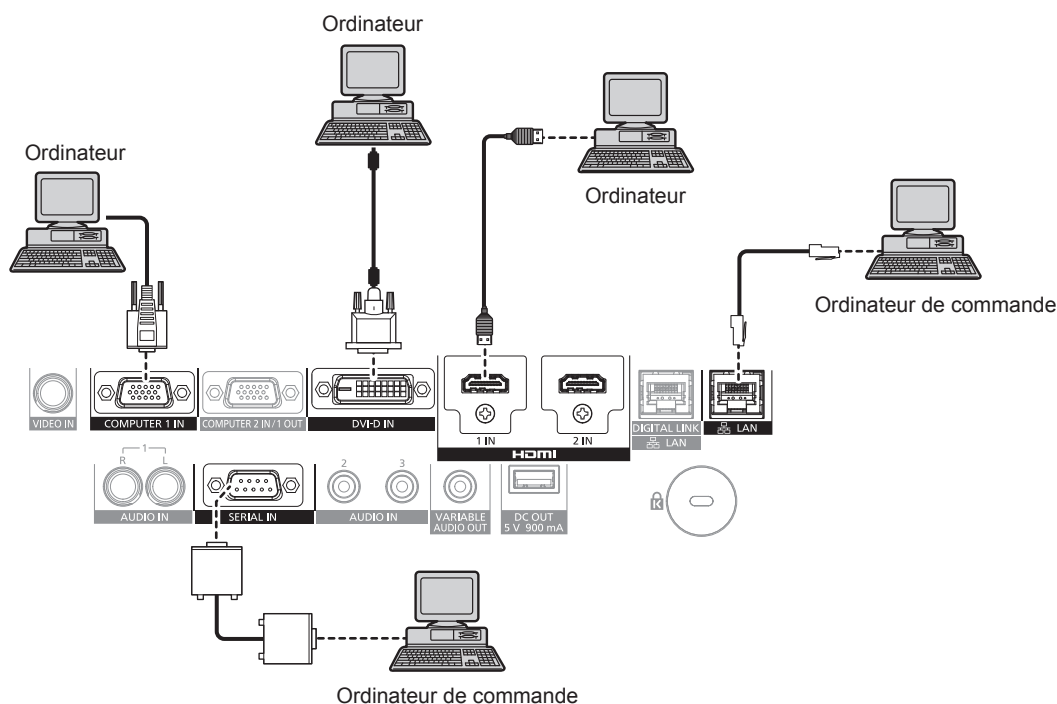 Ordinateur
Ordinateur
Ordinateur
Ordinateur de commande
VIDEO IN
COMPUTER 1 IN
COMPUTER 2 IN/1 OUT
DVI-D IN
1 IN
2 IN
HDMI
DIGITAL LINK
LAN
LAN
1
R
L
AUDIO IN
SERIAL IN
2
3
AUDIO IN
VARIABLE
AUDIO OUT
DC OUT
5 V 900 mA
K
Ordinateur de commande